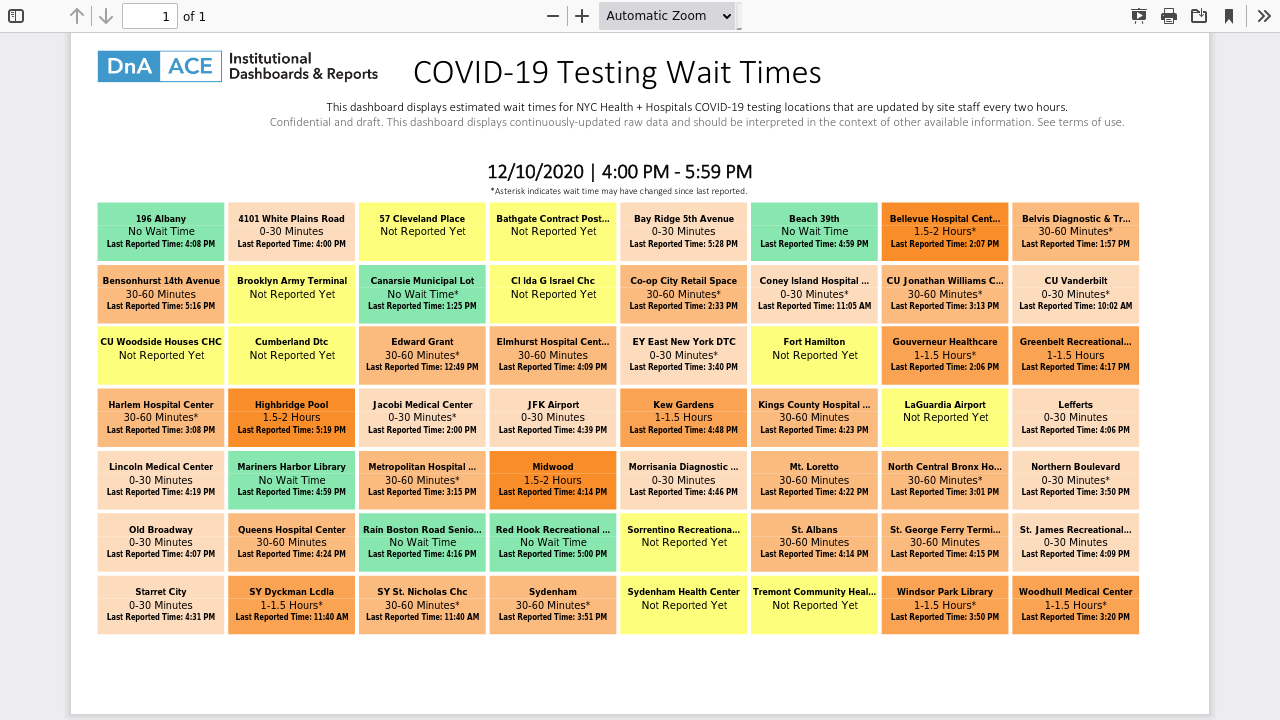 1 of 1
Automatic Zoom
DnA ACE Institutional
Dashboards & Reports
COVID-19 Testing Wait Times
This dashboard displays estimated wait times for NYC Health + Hospitals COVID-19 testing locations that are updated by site staff every two hours.
Confidential and draft. This dashboard displays continuously-updated raw data and should be interpreted in the context of other available information. See terms of use.
12/10/2020 | 4:00 PM - 5:59 PM
*Asterisk indicates wait time may have changed since last reported.
196 Albany
No Wait Time
Last Reported Time: 4:08 PM
4101 White Plains Road
0-30 Minutes
Last Reported Time: 4:00 PM
57 Cleveland Place
Not Reported Yet
Bathgate Contract Post...
Not Reported Yet
Bay Ridge 5th Avenue
0-30 Minutes
Last Reported Time: 5:28 PM
Beach 39th
No Wait Time
Last Reported Time: 4:59 PM
Bellevue Hospital Cent...
1.5-2 Hours*
Last Reported Time: 2:07 PM
Belvis Diagnostic & Tr...
30-60 Minutes*
Last Reported Time: 1:57 PM
Bensonhurst 14th Avenue
30-60 Minutes
Last Reported Time: 5:16 PM
Brooklyn Army Terminal
Not Reported Yet
Canarsie Municipal Lot
No Wait Time*
Last Reported Time: 1:25 PM
Cl Ida G Israel Chc
Not Reported Yet
Co-op City Retail Space
30-60 Minutes*
Last Reported Time: 2:33 PM
Coney Island Hospital ...
0-30 Minutes*
Last Reported Time: 11:05 AM
CU Jonathan Williams C...
30-60 Minutes*
Last Reported Time: 3:13 PM
CU Vanderbilt
0-30 Minutes*
Last Reported Time: 10:02 AM
CU Woodside Houses CHC
Not Reported Yet
Cumberland Dtc
Not Reported Yet
Edward Grant
30-60 Minutes*
Last Reported Time: 12:49 PM
Elmhurst Hospital Cent...
30-60 Minutes
Last Reported Time: 4:09 PM
EY East New York DTC
0-30 Minutes*
Last Reported Time: 3:40 PM
Fort Hamilton
Not Reported Yet
Gouverneur Healthcare
1-1.5 Hours*
Last Reported Time: 2:06 PM
Greenbelt Recreational...
1-1.5 Hours
Last Reported Time: 4:17 PM
Harlem Hospital Center
30-60 Minutes*
Last Reported Time: 3:08 PM
Highbridge Pool
1.5-2 Hours
Last Reported Time: 5:19 PM
Jacobi Medical Center
0-30 Minutes*
Last Reported Time: 2:00 PM
JFK Airport
0-30 Minutes
Last Reported Time: 4:39 PM
Kew Gardens
1-1.5 Hours
Last Reported Time: 4:48 PM
Kings County Hospital ...
30-60 Minutes
Last Reported Time: 4:23 PM
LaGuardia Airport
Not Reported Yet
Lefferts
0-30 Minutes
Last Reported Time: 4:06 PM
Lincoln Medical Center
0-30 Minutes
Last Reported Time: 4:19 PM
Mariners Harbor Library
No Wait Time
Last Reported Time: 4:59 PM
Metropolitan Hospital ...
30-60 Minutes*
Last Reported Time: 3:15 PM
Midwood
1.5-2 Hours
Last Reported Time: 4:14 PM
Morrisania Diagnostic ...
0-30 Minutes
Last Reported Time: 4:46 PM
Mt. Loretto
30-60 Minutes
Last Reported Time: 4:22 PM
North Central Bronx Ho...
30-60 Minutes*
Last Reported Time: 3:01 PM
Northern Boulevard
0-30 Minutes*
Last Reported Time: 3:50 PM
Old Broadway
0-30 Minutes
Last Reported Time: 4:07 PM
Queens Hospital Center
30-60 Minutes
Last Reported Time: 4:24 PM
Rain Boston Road Senio...
No Wait Time
Last Reported Time: 4:16 PM
Red Hook Recreational ...
No Wait Time
Last Reported Time: 5:00 PM
Sorrentino Recreationa...
Not Reported Yet
St. Albans
30-60 Minutes
Last Reported Time: 4:14 PM
St. George Ferry Termi...
30-60 Minutes
Last Reported Time: 4:15 PM
St. James Recreational...
0-30 Minutes
Last Reported Time: 4:09 PM
Starret City
0-30 Minutes
Last Reported Time: 4:31 PM
SY Dyckman Lcdla
1-1.5 Hours*
Last Reported Time: 11:40 AM
SY St. Nicholas Chc
30-60 Minutes*
Last Reported Time: 11:40 AM
Sydenham
30-60 Minutes*
Last Reported Time: 3:51 PM
Sydenham Health Center
Not Reported Yet
Tremont Community Heal...
Not Reported Yet
Windsor Park Library
1-1.5 Hours*
Last Reported Time: 3:50 PM
Woodhull Medical Center
1-1.5 Hours*
Last Reported Time: 3:20 PM